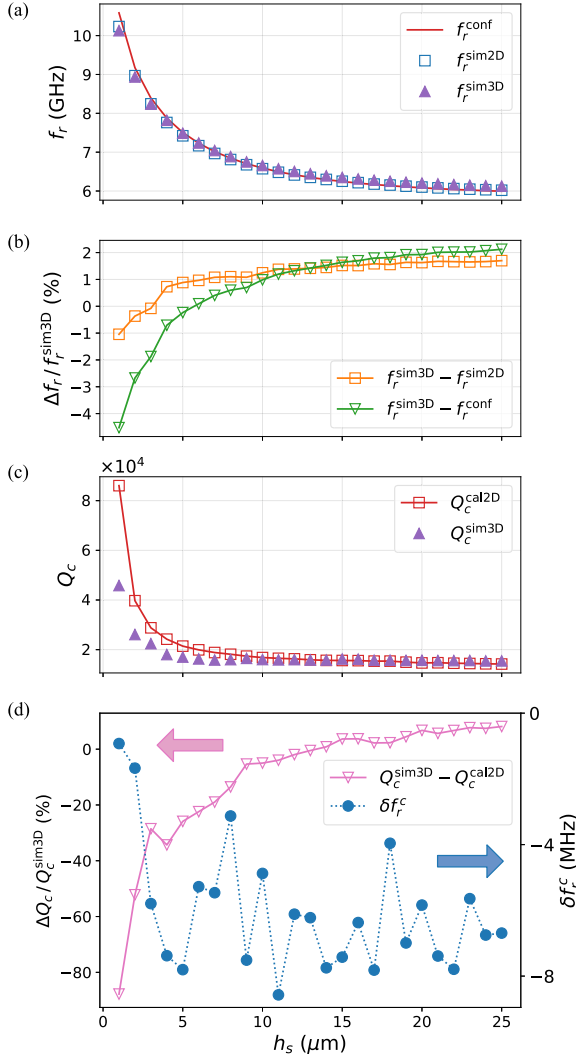 (a)
10
9
8
7
6
f_r (GHz)
f_r^conf
f_r^sim2D
f_r^sim3D
(b)
2
1
0
−1
−2
−3
−4
Δf_r/f_r^sim3D (%)
f_r^sim3D − f_r^sim2D
f_r^sim3D − f_r^conf
(c)
×10^4
8
6
4
2
Q_c
Q_c^cal2D
Q_c^sim3D
(d)
0
−20
−40
−60
−80
ΔQ_c/Q_c^sim3D (%)
Q_c^sim3D − Q_c^cal2D
δf_r^c
0
−4
−8
δf_r^c (MHz)
0 5 10 15 20 25
h_s (μm)